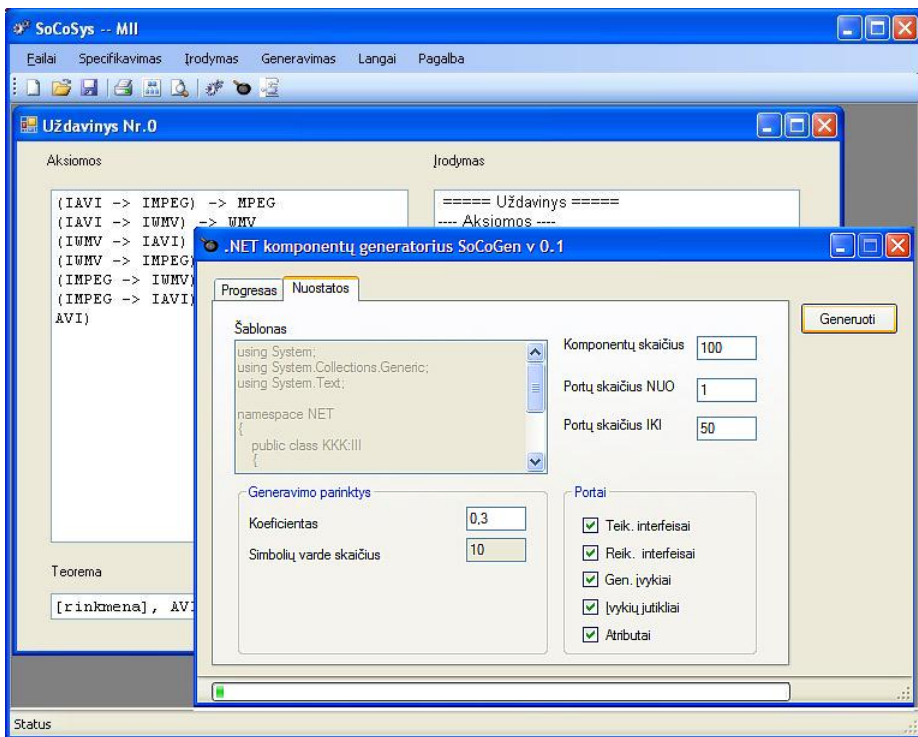 SoCoSys -- MII
Failai Specifikavimas Įrodymas Generavimas Langai Pagalba
Uždavinys Nr.0
Aksiomos
Įrodymas
(IAVI -> IMPEG) -> MPEG
(IAVI -> IWMV) -> WMV
(IWMV -> IAVI)
(IWMV -> IMPEG)
(IMPEG -> IWMV)
(IMPEG -> IAVI)
AVI)
===== Uždavinys =====
---- Aksiomos ----
Teorema
[rinkmena], AVI
.NET komponentų generatorius SoCoGen v 0.1
Progresas Nuostatos
Generuoti
Šablonas
using System;
using System.Collections.Generic;
using System.Text;
namespace NET
{
public class KKK:III
{
Komponentų skaičius 100
Portų skaičius NUO 1
Portų skaičius IKI 50
Generavimo parinktys
Koeficientas 0,3
Simbolių varde skaičius 10
Portai
Teik. interfeisai
Reik. interfeisai
Gen. įvykiai
Įvykių jutikliai
Atributai
Status